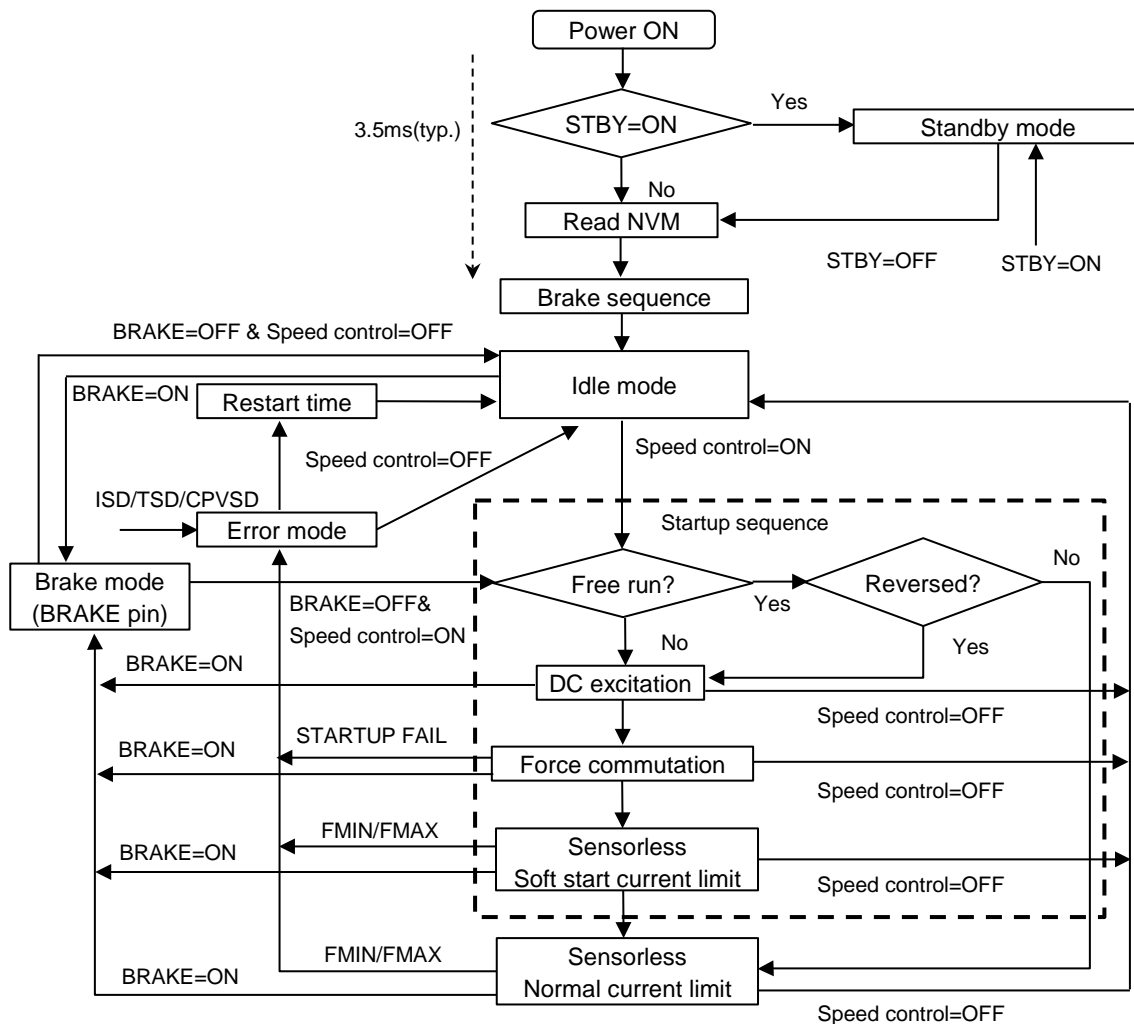 Power ON
Yes
3.5ms(typ.)
STBY=ON
Standby mode
No
Read NVM
STBY=OFF
STBY=ON
Brake sequence
BRAKE=OFF & Speed control=OFF
Idle mode
BRAKE=ON
Restart time
Speed control=OFF
Speed control=ON
ISD/TSD/CPVSD
Error mode
Startup sequence
No
Brake mode
(BRAKE pin)
Free run?
Reversed?
BRAKE=OFF&
Speed control=ON
Yes
No
Yes
BRAKE=ON
DC excitation
Speed control=OFF
STARTUP FAIL
BRAKE=ON
Force commutation
Speed control=OFF
FMIN/FMAX
BRAKE=ON
Sensorless
Soft start current limit
Speed control=OFF
FMIN/FMAX
BRAKE=ON
Sensorless
Normal current limit
Speed control=OFF